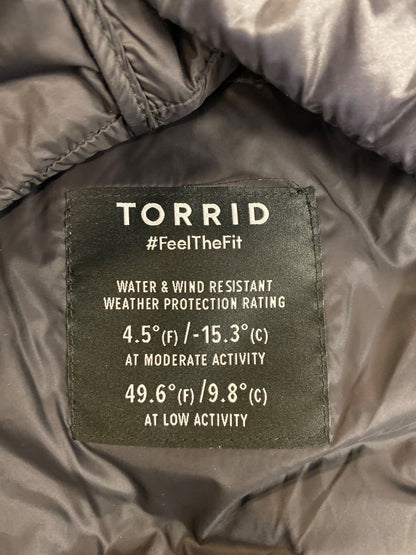 TORRID
#FeelTheFit
WATER & WIND RESISTANT
WEATHER PROTECTION RATING
4.5°(F) /-15.3°(C)
AT MODERATE ACTIVITY
49.6°(F)/9.8°(C)
AT LOW ACTIVITY